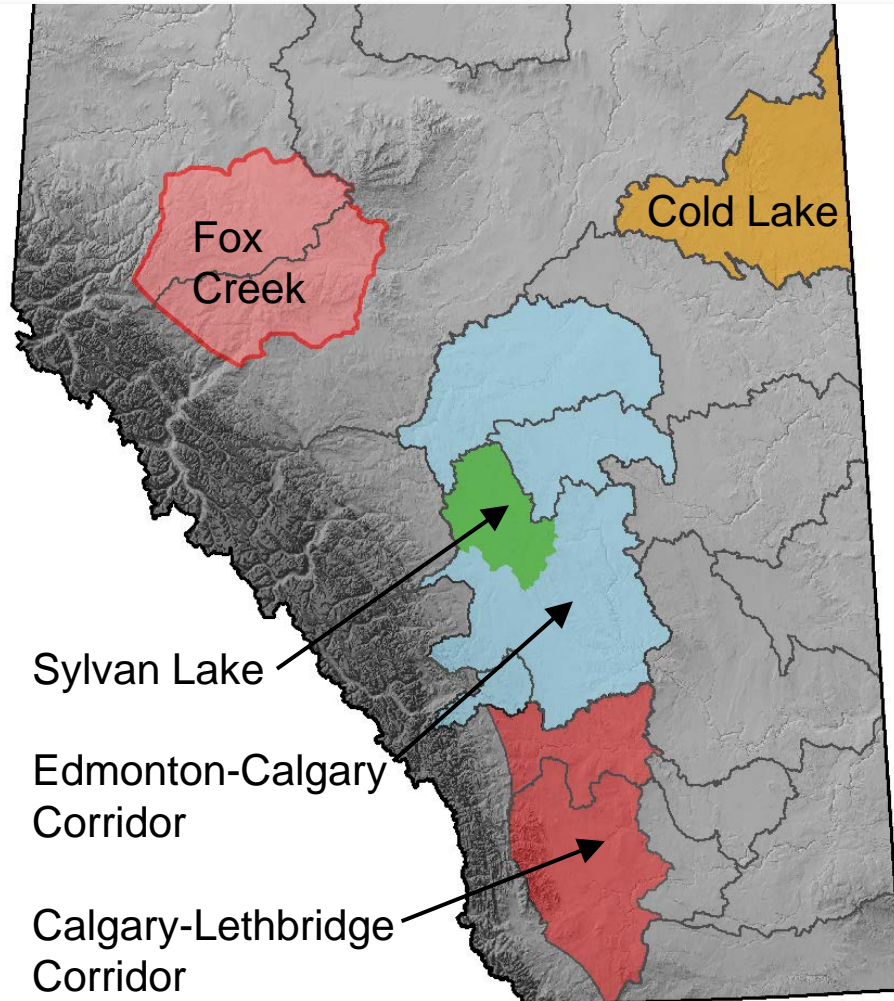 Cold Lake
Fox
Creek
Sylvan Lake
Edmonton-Calgary
Corridor
Calgary-Lethbridge
Corridor